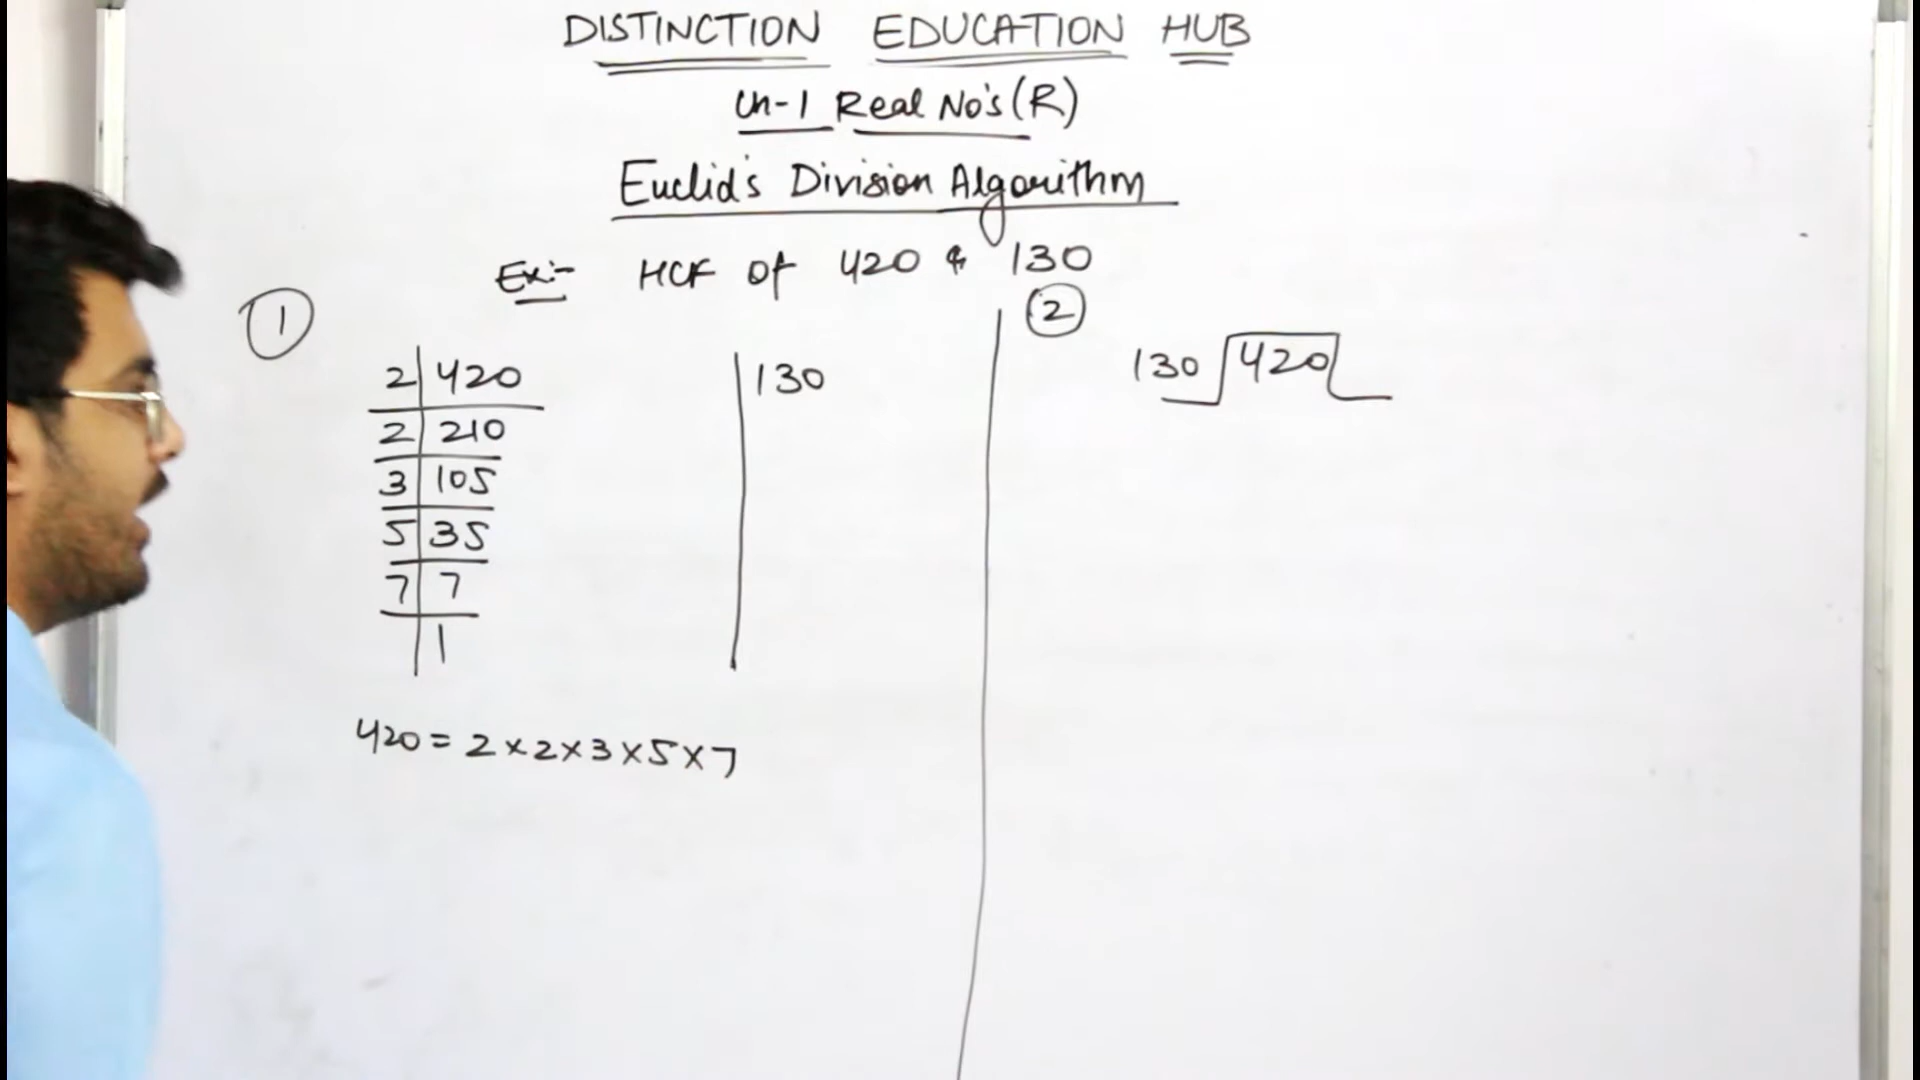 DISTINCTION EDUCATION HUB
Ch-1 Real No's (R)
Euclid's Division Algorithm
Ex:- HCF of 420 & 130
1
2 420
2 210
3 105
5 35
7 7
1
420 = 2 × 2 × 3 × 5 × 7
130
2
130 420